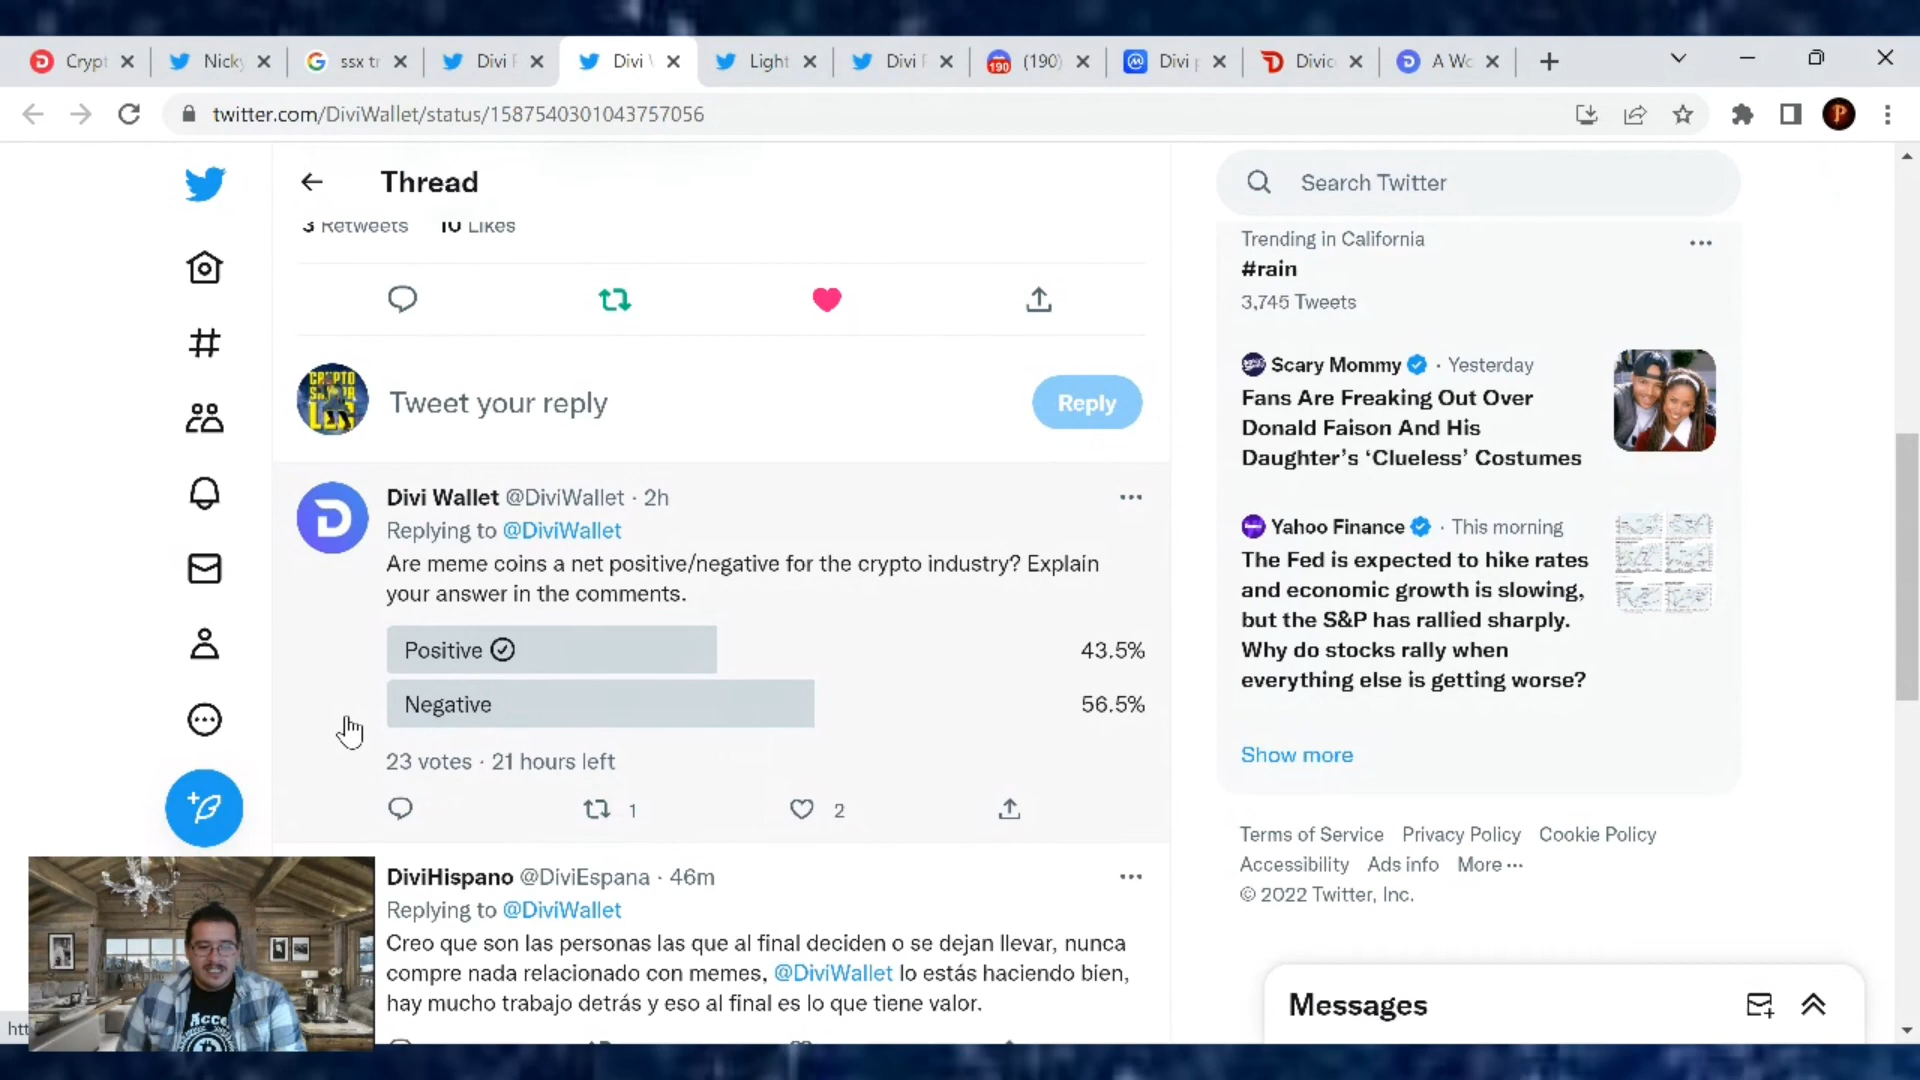 Crypt
Nicky
ssx tr
Divi
Divi
Light
Divi
190
(190)
Divi p
Divic
A Wo
twitter.com/DiviWallet/status/1587540301043757056
P
Thread
3 Retweets 10 Likes
Tweet your reply
Reply
Divi Wallet @DiviWallet · 2h
Replying to @DiviWallet
Are meme coins a net positive/negative for the crypto industry? Explain
your answer in the comments.
Positive 43.5%
Negative 56.5%
23 votes · 21 hours left
1
2
DiviHispano @DiviEspana · 46m
Replying to @DiviWallet
Creo que son las personas las que al final deciden o se dejan llevar, nunca
compre nada relacionado con memes, @DiviWallet lo estás haciendo bien,
hay mucho trabajo detrás y eso al final es lo que tiene valor.
Search Twitter
Trending in California
#rain
3,745 Tweets
Scary Mommy · Yesterday
Fans Are Freaking Out Over
Donald Faison And His
Daughter's ‘Clueless’ Costumes
Yahoo Finance · This morning
The Fed is expected to hike rates
and economic growth is slowing,
but the S&P has rallied sharply.
Why do stocks rally when
everything else is getting worse?
Show more
Terms of Service Privacy Policy Cookie Policy
Accessibility Ads info More ···
© 2022 Twitter, Inc.
Messages
htt
Acce